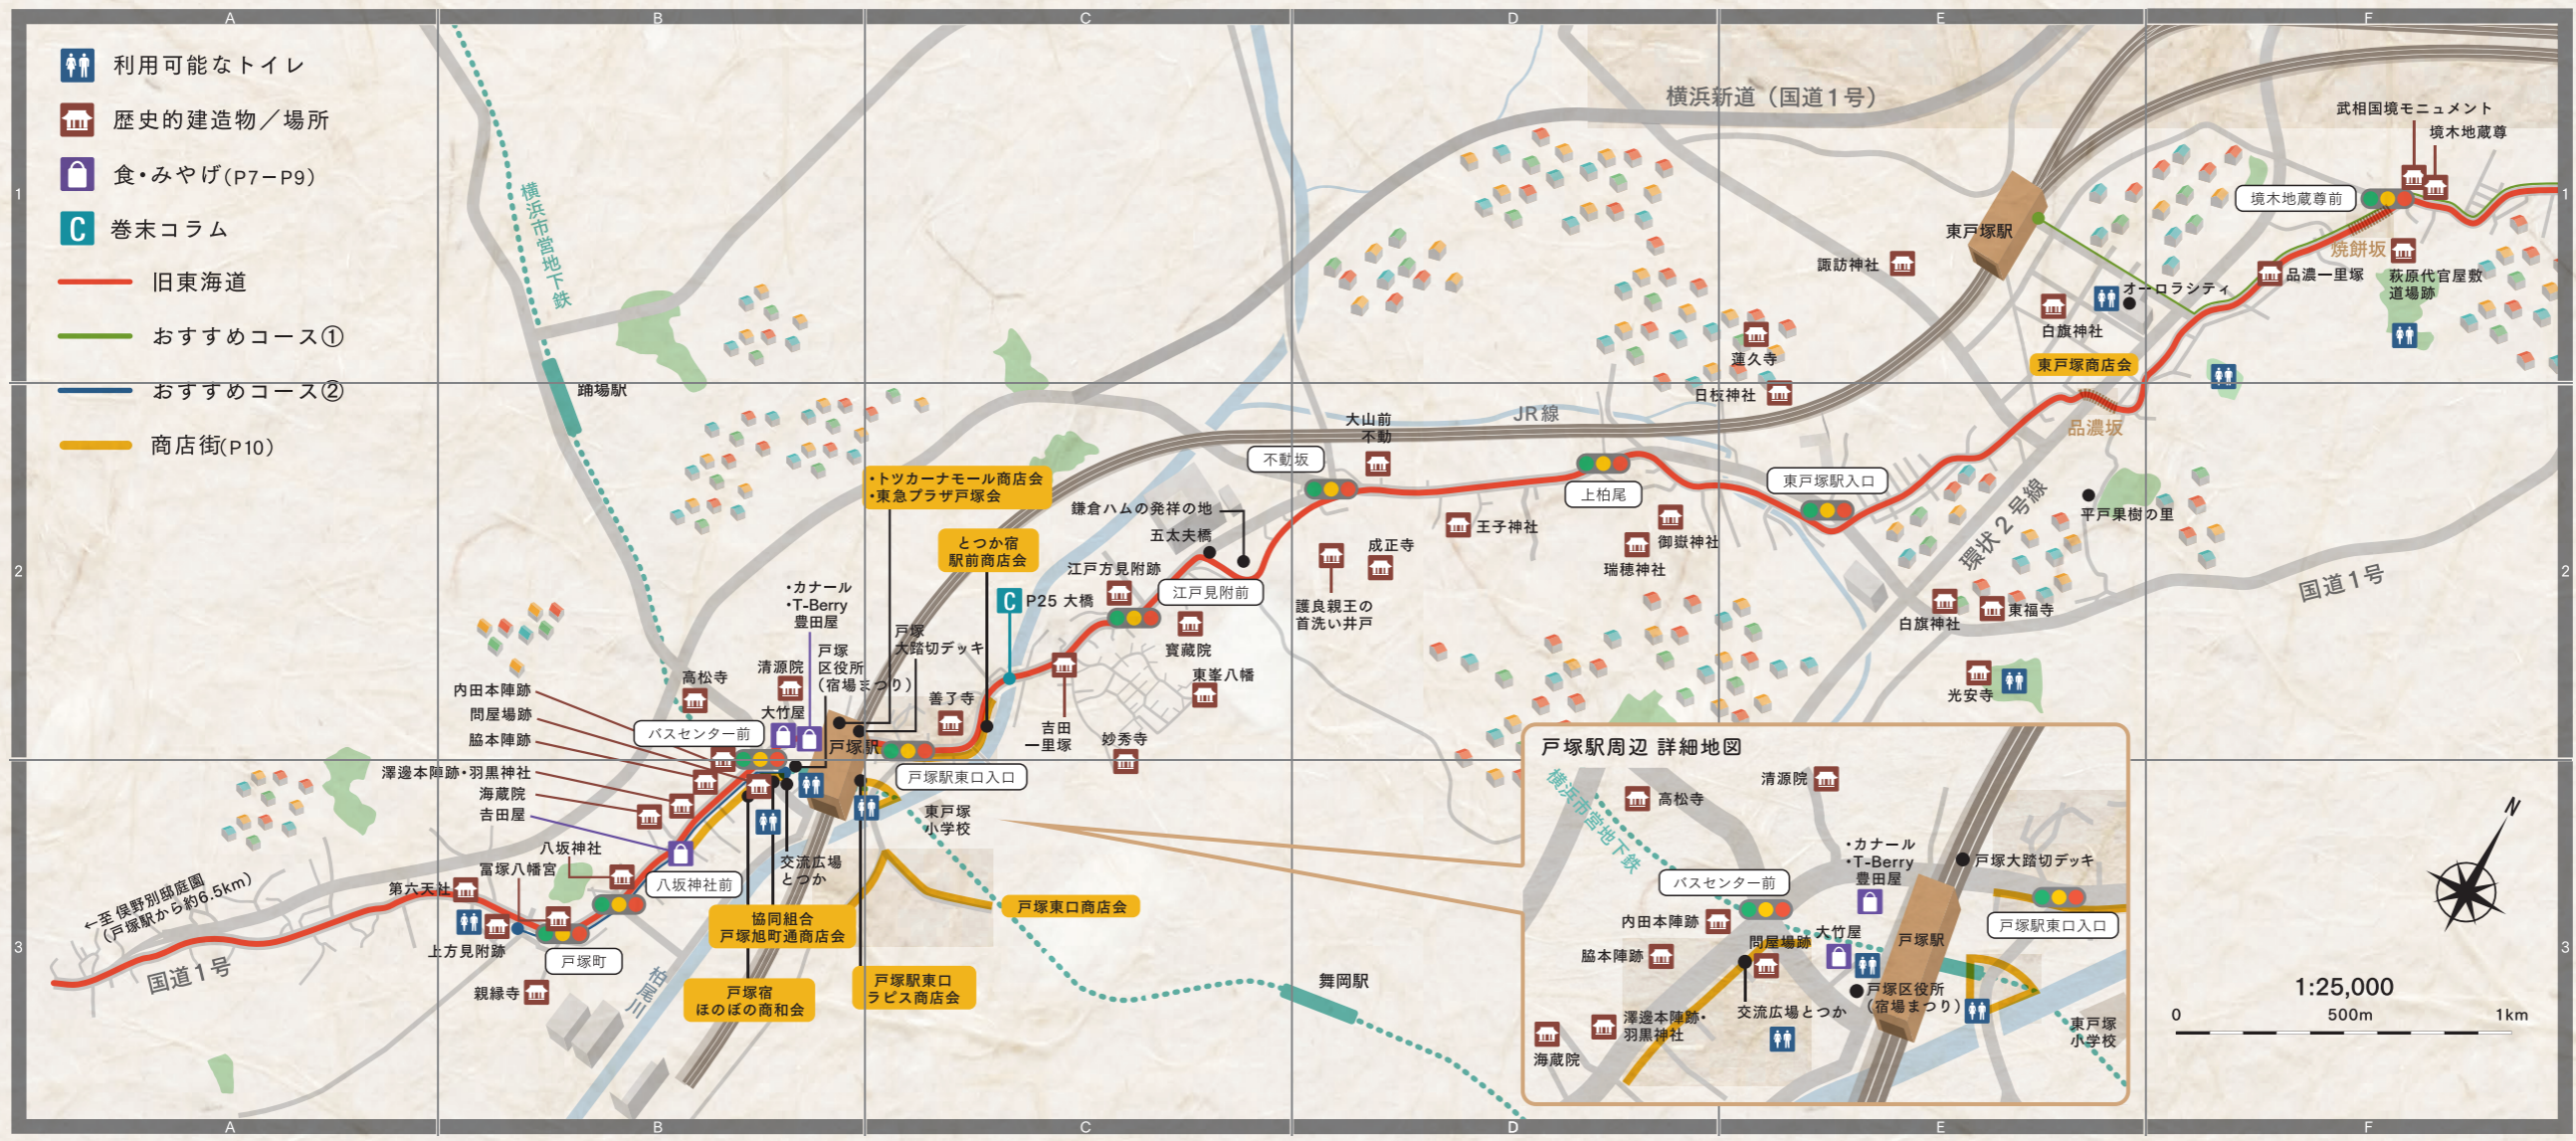 A
B
C
D
E
F
1
2
3
1
2
3
A
B
C
D
E
F
利用可能なトイレ
歴史的建造物／場所
食・みやげ(P7－P9)
C 巻末コラム
旧東海道
おすすめコース①
おすすめコース②
商店街(P10)
横浜市営地下鉄
踊場駅
横浜新道（国道1号）
JR線
東戸塚駅
諏訪神社
白旗神社
オーロラシティ
東戸塚商店会
蓮久寺
日枝神社
武相国境モニュメント
境木地蔵尊
境木地蔵尊前
焼餅坂
品濃一里塚
萩原代官屋敷
道場跡
品濃坂
大山前
不動
不動坂
上柏尾
東戸塚駅入口
環状2号線
平戸果樹の里
国道1号
王子神社
御嶽神社
瑞穂神社
成正寺
護良親王の
首洗い井戸
白旗神社
東福寺
光安寺
・トツカーナモール商店会
・東急プラザ戸塚会
とつか宿
駅前商店会
鎌倉ハムの発祥の地
五太夫橋
江戸方見附跡
江戸見附前
C P25 大橋
寶蔵院
東峯八幡
吉田
一里塚
妙秀寺
・カナール
・T-Berry
豊田屋
戸塚
大踏切デッキ
戸塚
区役所
（宿場まつり）
清源院
高松寺
大竹屋
善了寺
バスセンター前
戸塚駅
戸塚駅東口入口
内田本陣跡
問屋場跡
脇本陣跡
澤邊本陣跡・羽黒神社
海蔵院
吉田屋
八坂神社
富塚八幡宮
第六天社
八坂神社前
上方見附跡
戸塚町
親縁寺
←至 俣野別邸庭園
（戸塚駅から約6.5km）
国道1号
柏尾川
交流広場
とつか
協同組合
戸塚旭町通商店会
戸塚宿
ほのぼの商和会
戸塚駅東口
ラピス商店会
戸塚東口商店会
東戸塚
小学校
舞岡駅
戸塚駅周辺 詳細地図
横浜市営地下鉄
高松寺
清源院
・カナール
・T-Berry
豊田屋
戸塚大踏切デッキ
バスセンター前
内田本陣跡
脇本陣跡
問屋場跡
大竹屋
戸塚駅
戸塚駅東口入口
戸塚区役所
（宿場まつり）
交流広場とつか
澤邊本陣跡・
羽黒神社
海蔵院
東戸塚
小学校
N
1:25,000
0
500m
1km